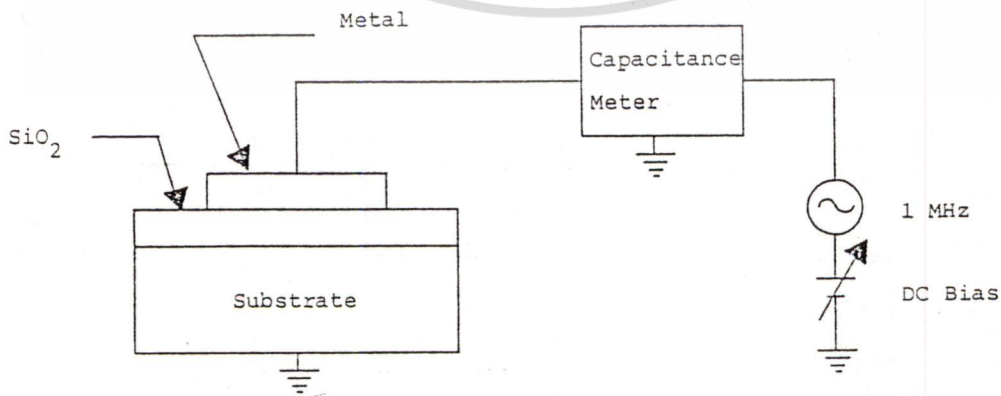 Metal
Capacitance
Meter
SiO₂
1 MHz
Substrate
DC Bias